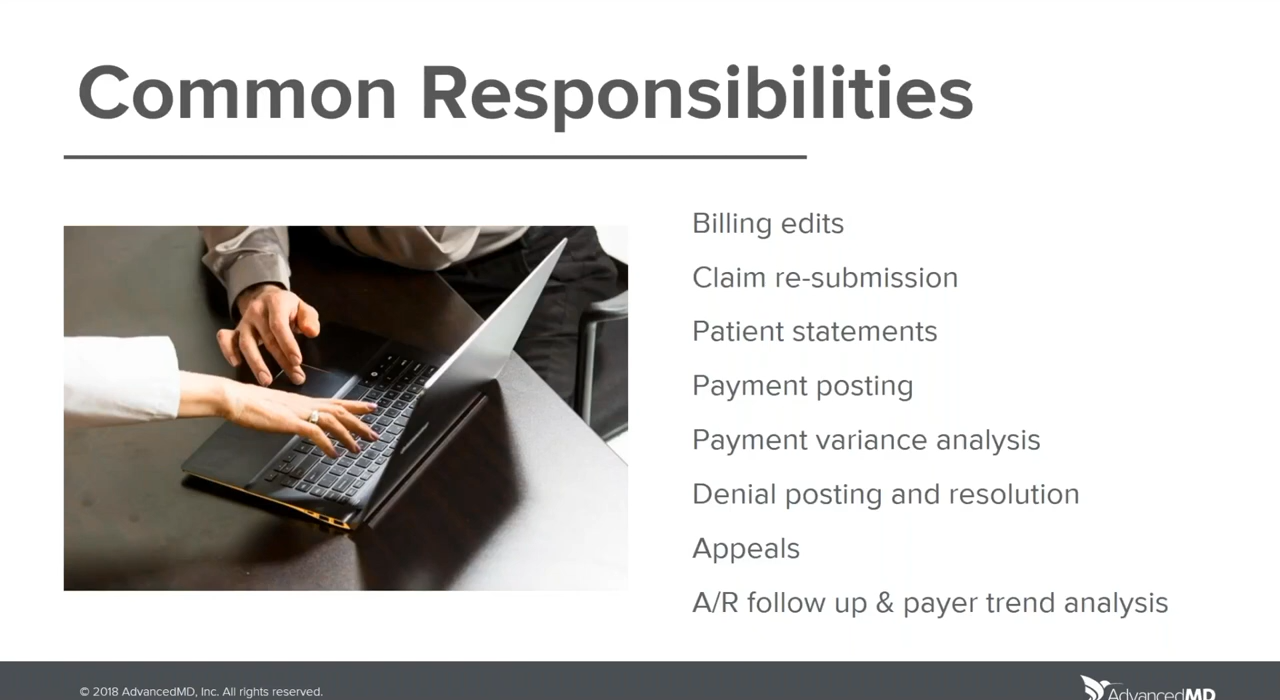 Common Responsibilities
Billing edits
Claim re-submission
Patient statements
Payment posting
Payment variance analysis
Denial posting and resolution
Appeals
A/R follow up & payer trend analysis
© 2018 AdvancedMD, Inc. All rights reserved.
AdvancedMD